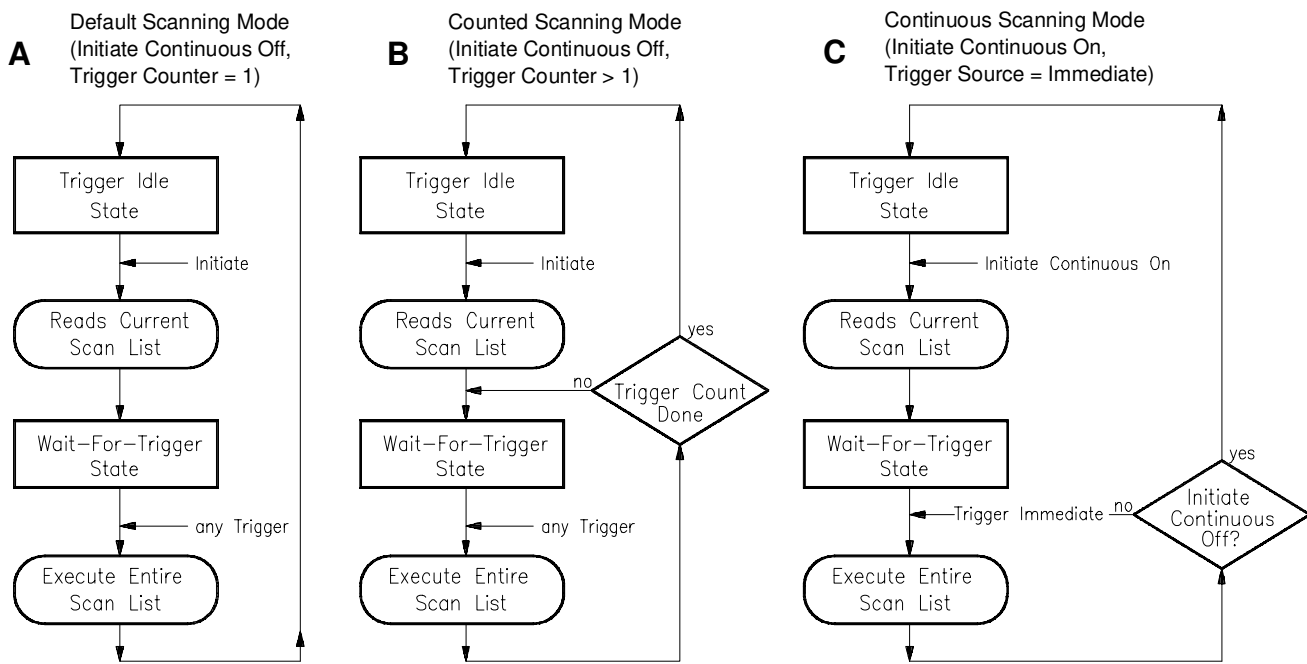 A
Default Scanning Mode
(Initiate Continuous Off,
Trigger Counter = 1)
Trigger Idle
State
Initiate
Reads Current
Scan List
Wait-For-Trigger
State
any Trigger
Execute Entire
Scan List
B
Counted Scanning Mode
(Initiate Continuous Off,
Trigger Counter > 1)
Trigger Idle
State
Initiate
Reads Current
Scan List
yes
no
Trigger Count
Done
Wait-For-Trigger
State
any Trigger
Execute Entire
Scan List
C
Continuous Scanning Mode
(Initiate Continuous On,
Trigger Source = Immediate)
Trigger Idle
State
Initiate Continuous On
Reads Current
Scan List
Wait-For-Trigger
State
yes
no
Trigger Immediate
Initiate
Continuous
Off?
Execute Entire
Scan List